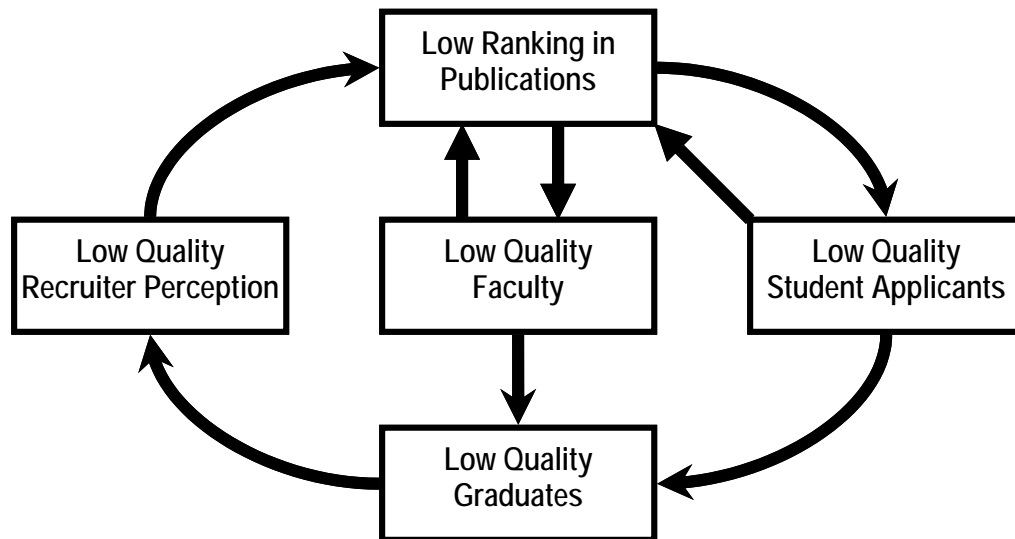 Low Ranking in
Publications
Low Quality
Recruiter Perception
Low Quality
Faculty
Low Quality
Student Applicants
Low Quality
Graduates